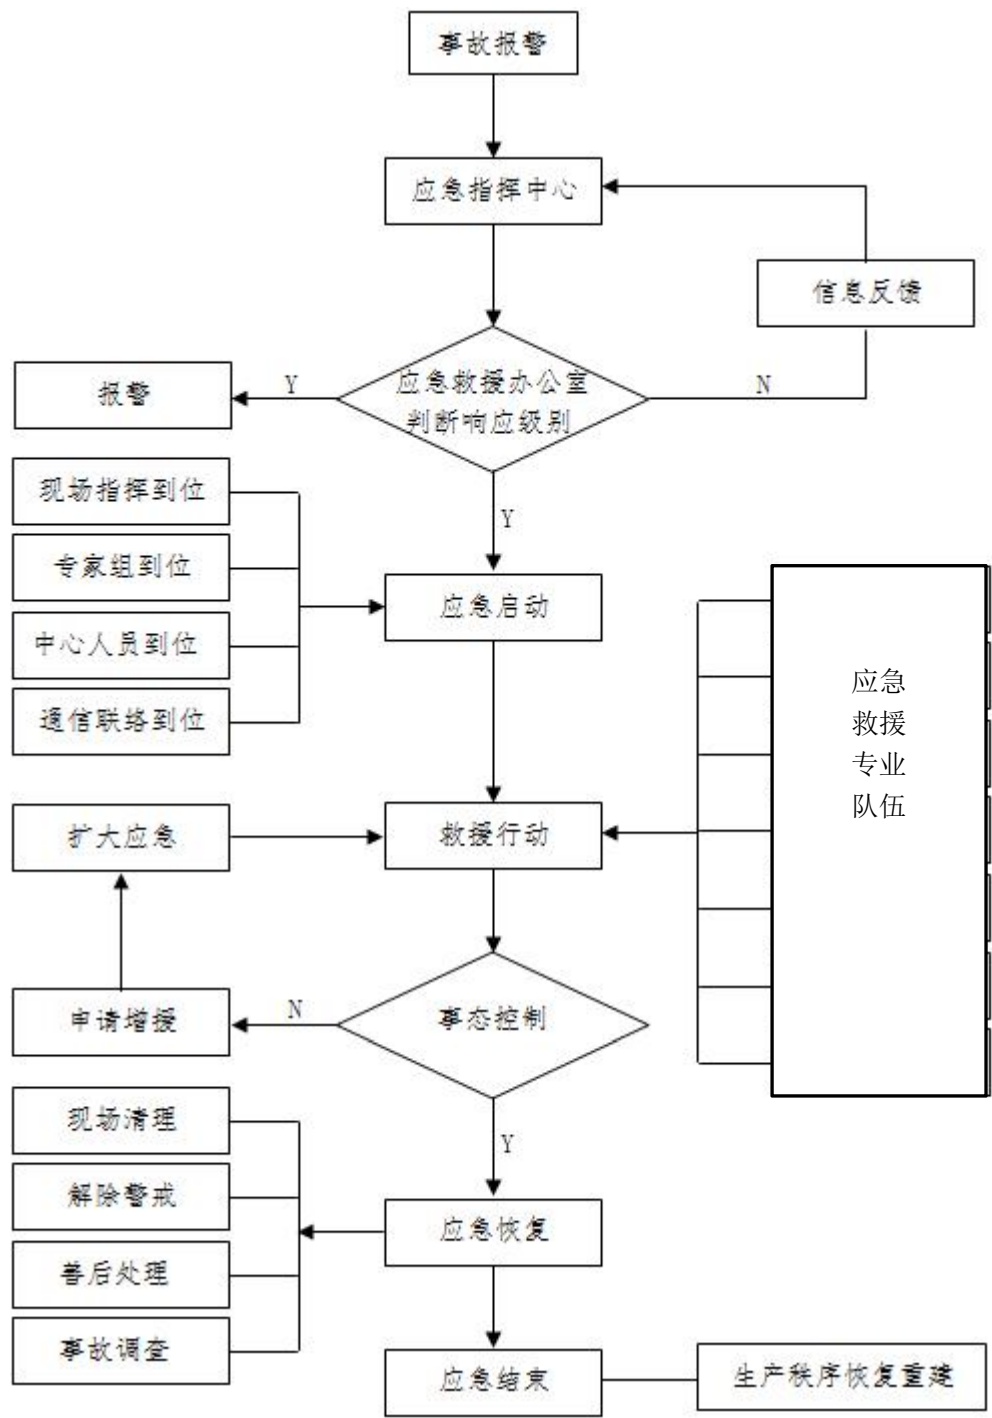 事故报警
应急指挥中心
信息反馈
应急救援办公室
判断响应级别
Y
N
报警
现场指挥到位
专家组到位
中心人员到位
通信联络到位
Y
应急启动
应急
救援
专业
队伍
扩大应急
救援行动
申请增援
N
事态控制
现场清理
解除警戒
善后处理
事故调查
Y
应急恢复
应急结束
生产秩序恢复重建